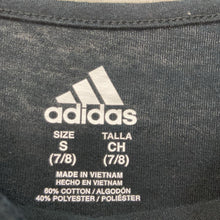 adidas
SIZE TALLA
S CH
(7/8) (7/8)
MADE IN VIETNAM
HECHO EN VIETNAM
60% COTTON / ALGODÓN
40% POLYESTER / POLIÉSTER